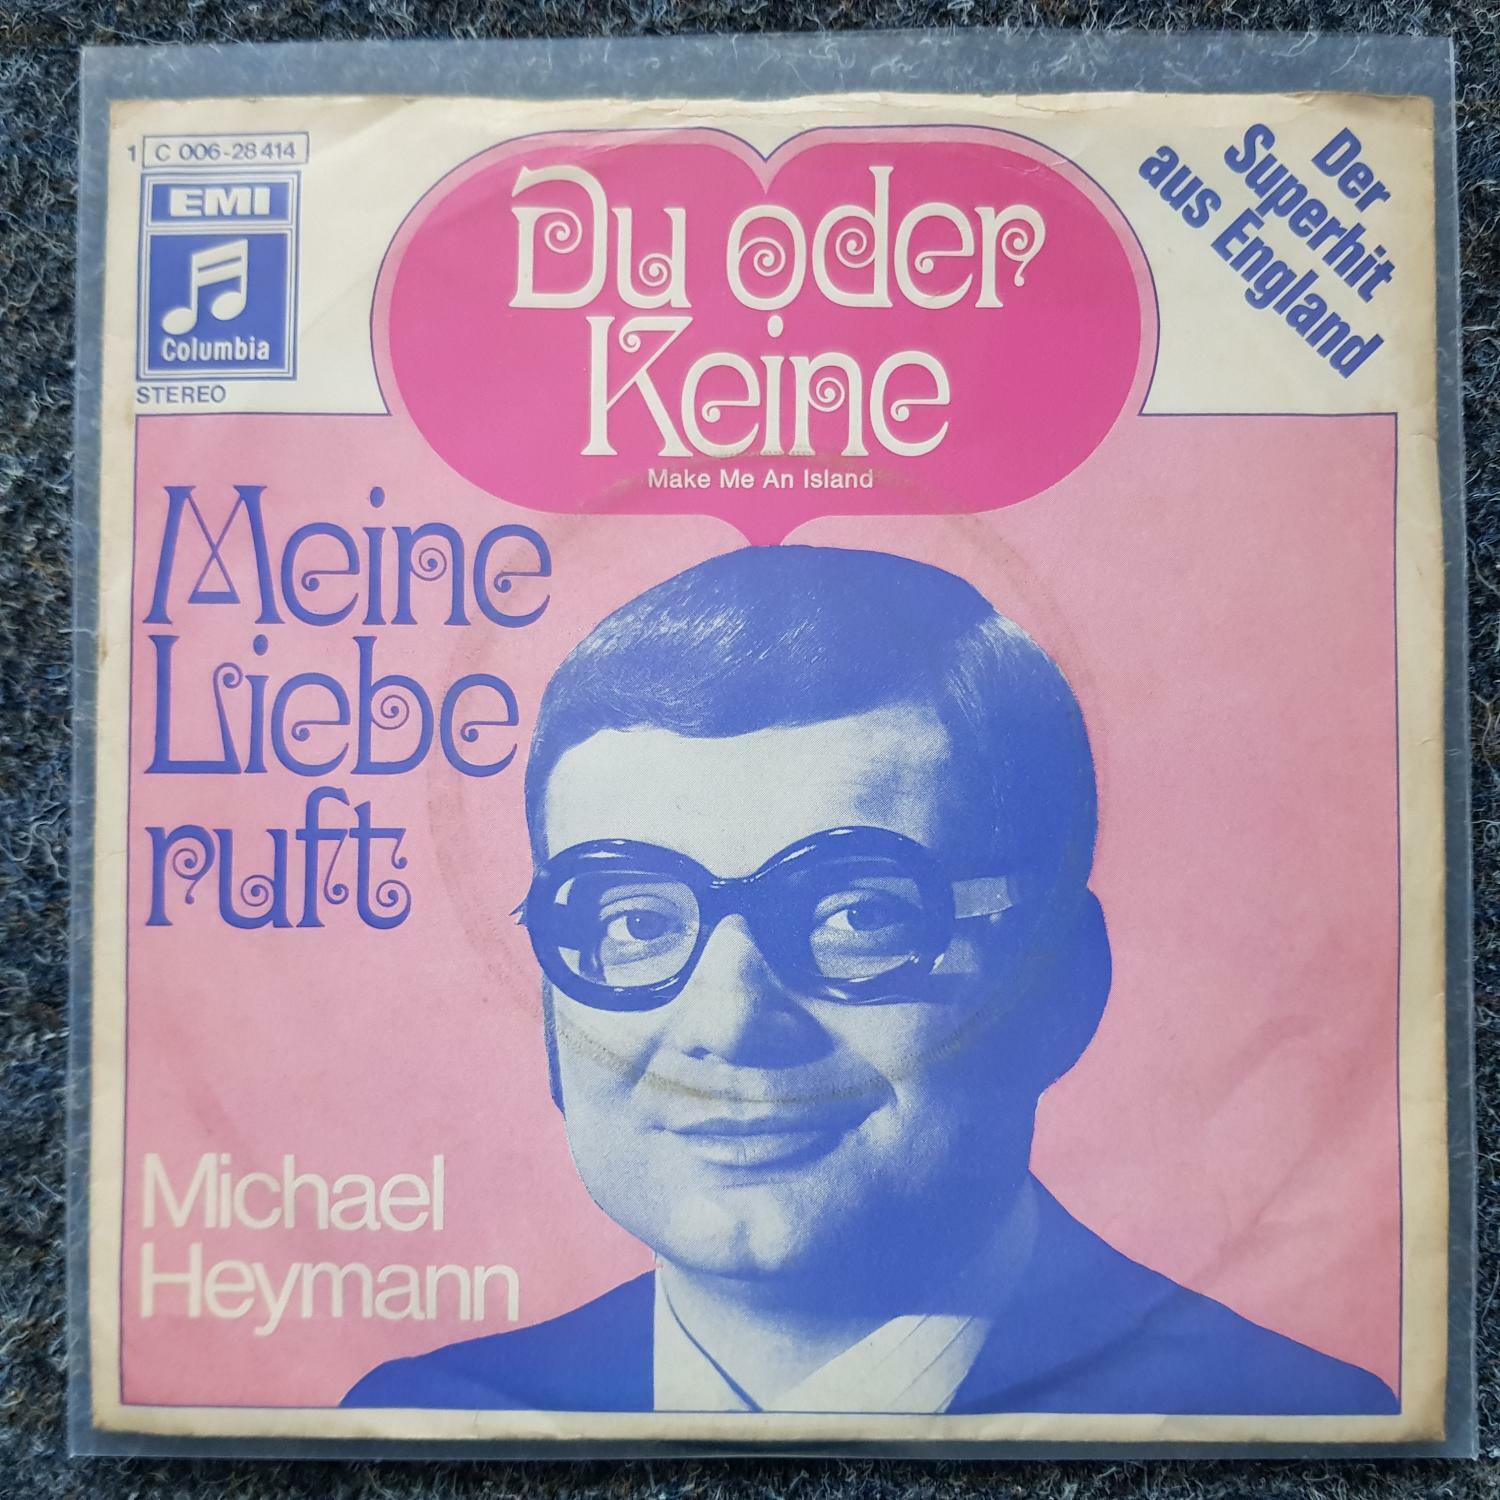 1 C 006-28 414
EMI
Columbia
STEREO
Du oder
Keine
Make Me An Island
Der
Superhit
aus England
Meine
Liebe
ruft
Michael
Heymann